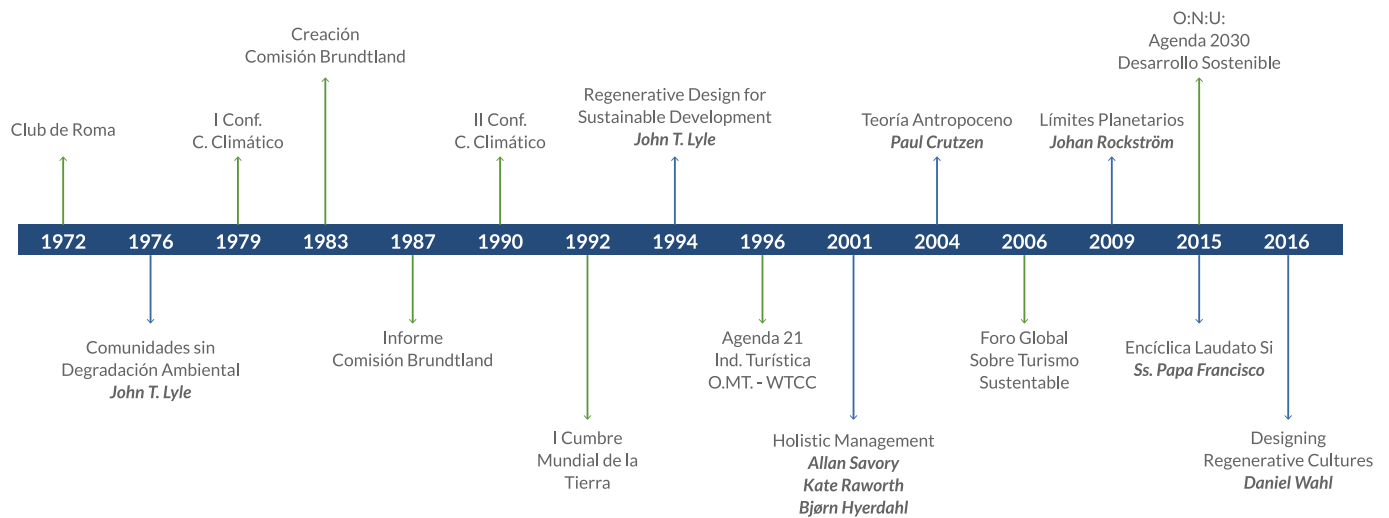 O:N:U:
Agenda 2030
Desarrollo Sostenible
Creación
Comisión Brundtland
Regenerative Design for
Sustainable Development
John T. Lyle
Club de Roma
I Conf.
C. Climático
II Conf.
C. Climático
Teoría Antropoceno
Paul Crutzen
Límites Planetarios
Johan Rockström
1972 1976 1979 1983 1987 1990 1992 1994 1996 2001 2004 2006 2009 2015 2016
Comunidades sin
Degradación Ambiental
John T. Lyle
Informe
Comisión Brundtland
I Cumbre
Mundial de la
Tierra
Agenda 21
Ind. Turística
O.MT. - WTCC
Holistic Management
Allan Savory
Kate Raworth
Bjørn Hyerdahl
Foro Global
Sobre Turismo
Sustentable
Encíclica Laudato Si
Ss. Papa Francisco
Designing
Regenerative Cultures
Daniel Wahl